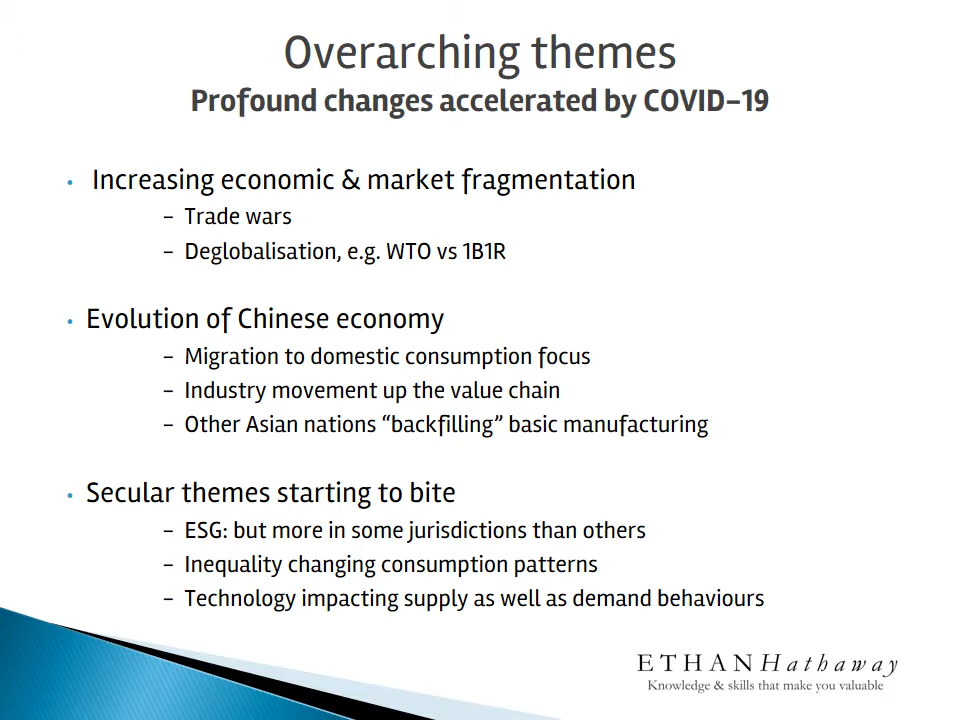 Overarching themes
Profound changes accelerated by COVID-19
• Increasing economic & market fragmentation
– Trade wars
– Deglobalisation, e.g. WTO vs 1B1R
• Evolution of Chinese economy
– Migration to domestic consumption focus
– Industry movement up the value chain
– Other Asian nations “backfilling” basic manufacturing
• Secular themes starting to bite
– ESG: but more in some jurisdictions than others
– Inequality changing consumption patterns
– Technology impacting supply as well as demand behaviours
ETHANHathaway
Knowledge & skills that make you valuable